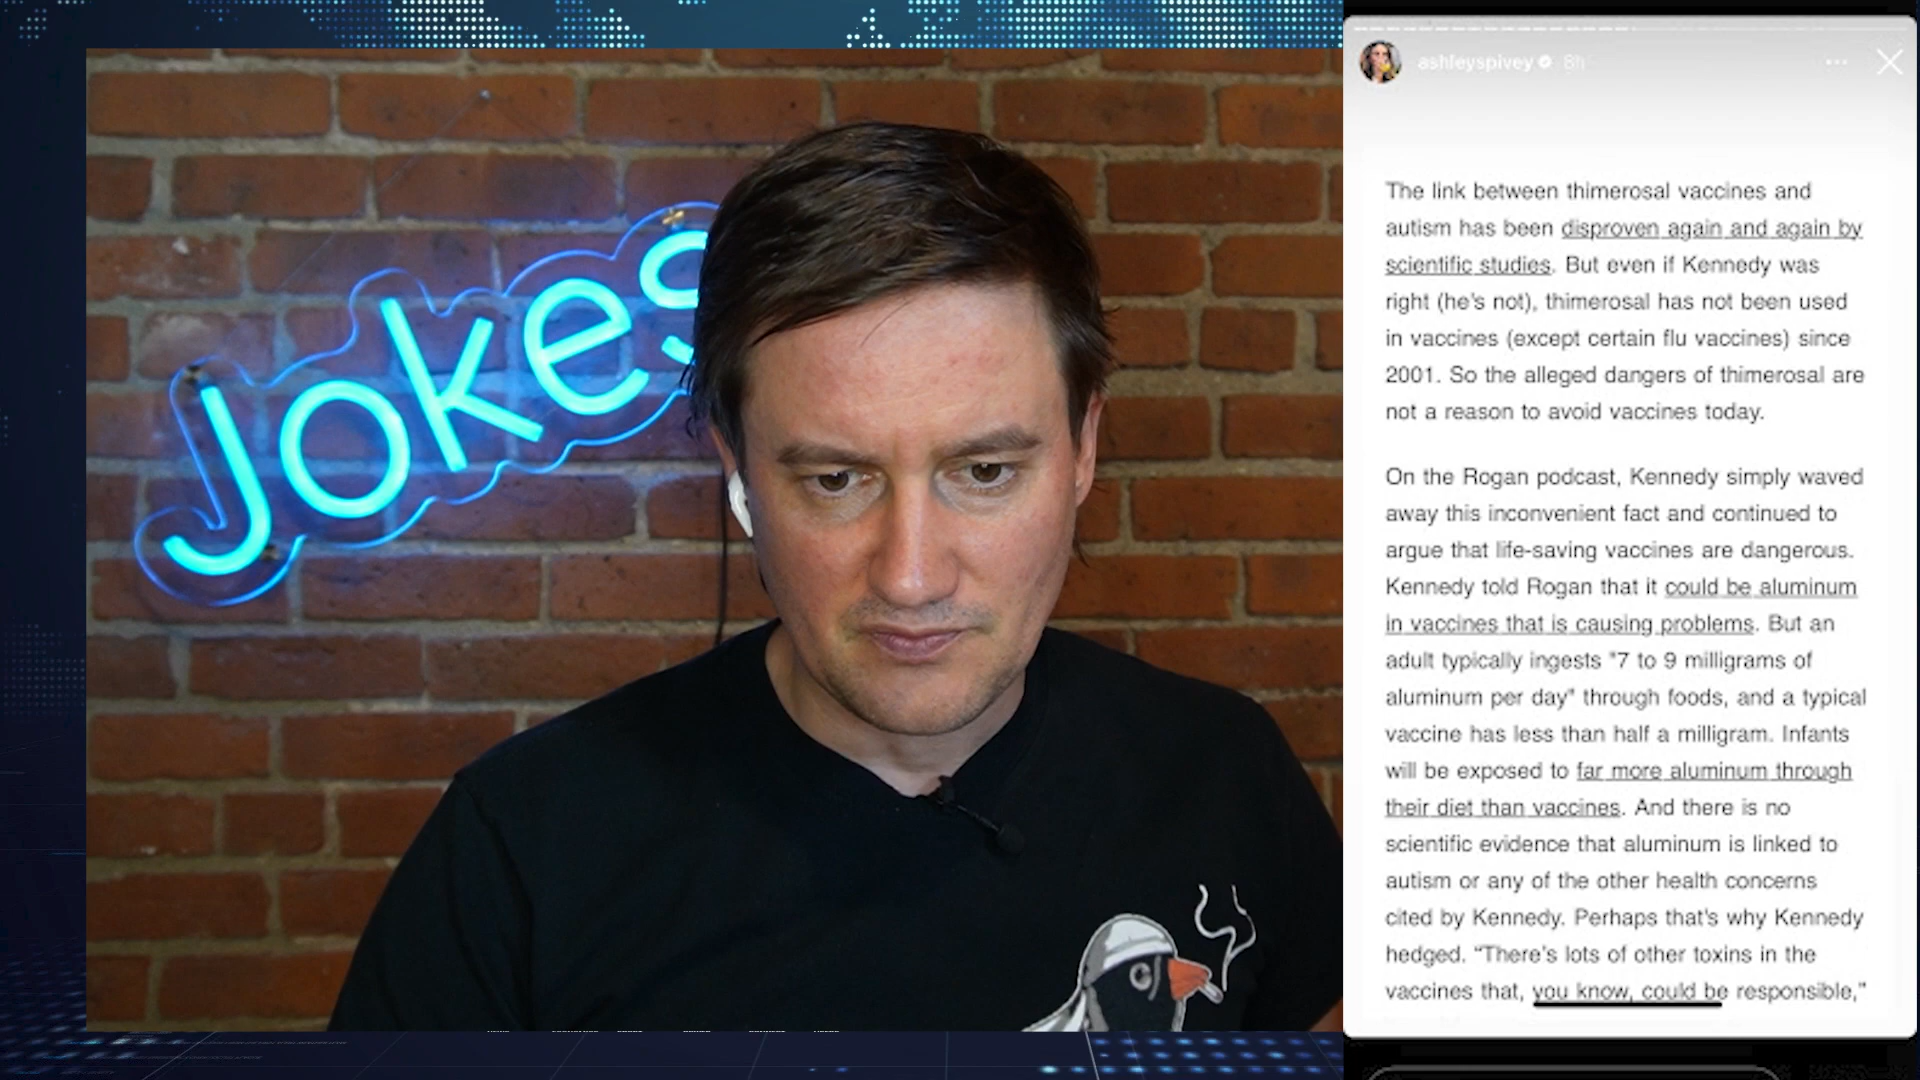 Jokes
ashleyspivey 8h
The link between thimerosal vaccines and
autism has been disproven again and again by
scientific studies. But even if Kennedy was
right (he's not), thimerosal has not been used
in vaccines (except certain flu vaccines) since
2001. So the alleged dangers of thimerosal are
not a reason to avoid vaccines today.
On the Rogan podcast, Kennedy simply waved
away this inconvenient fact and continued to
argue that life-saving vaccines are dangerous.
Kennedy told Rogan that it could be aluminum
in vaccines that is causing problems. But an
adult typically ingests "7 to 9 milligrams of
aluminum per day" through foods, and a typical
vaccine has less than half a milligram. Infants
will be exposed to far more aluminum through
their diet than vaccines. And there is no
scientific evidence that aluminum is linked to
autism or any of the other health concerns
cited by Kennedy. Perhaps that's why Kennedy
hedged. "There's lots of other toxins in the
vaccines that, you know, could be responsible,"